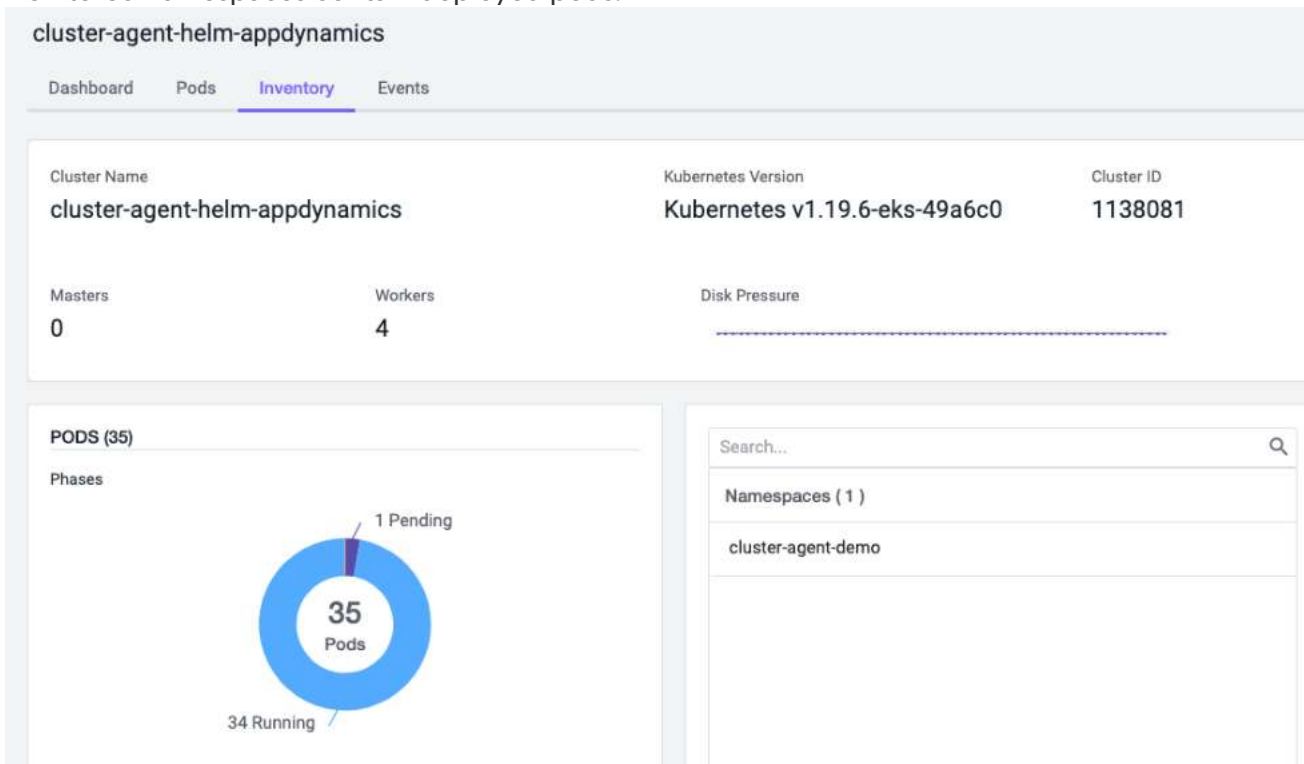 cluster-agent-helm-appdynamics
Dashboard Pods Inventory Events
Cluster Name
cluster-agent-helm-appdynamics
Kubernetes Version
Kubernetes v1.19.6-eks-49a6c0
Cluster ID
1138081
Masters
0
Workers
4
Disk Pressure
PODS (35)
Phases
1 Pending
35
Pods
34 Running
Search...
Namespaces ( 1 )
cluster-agent-demo